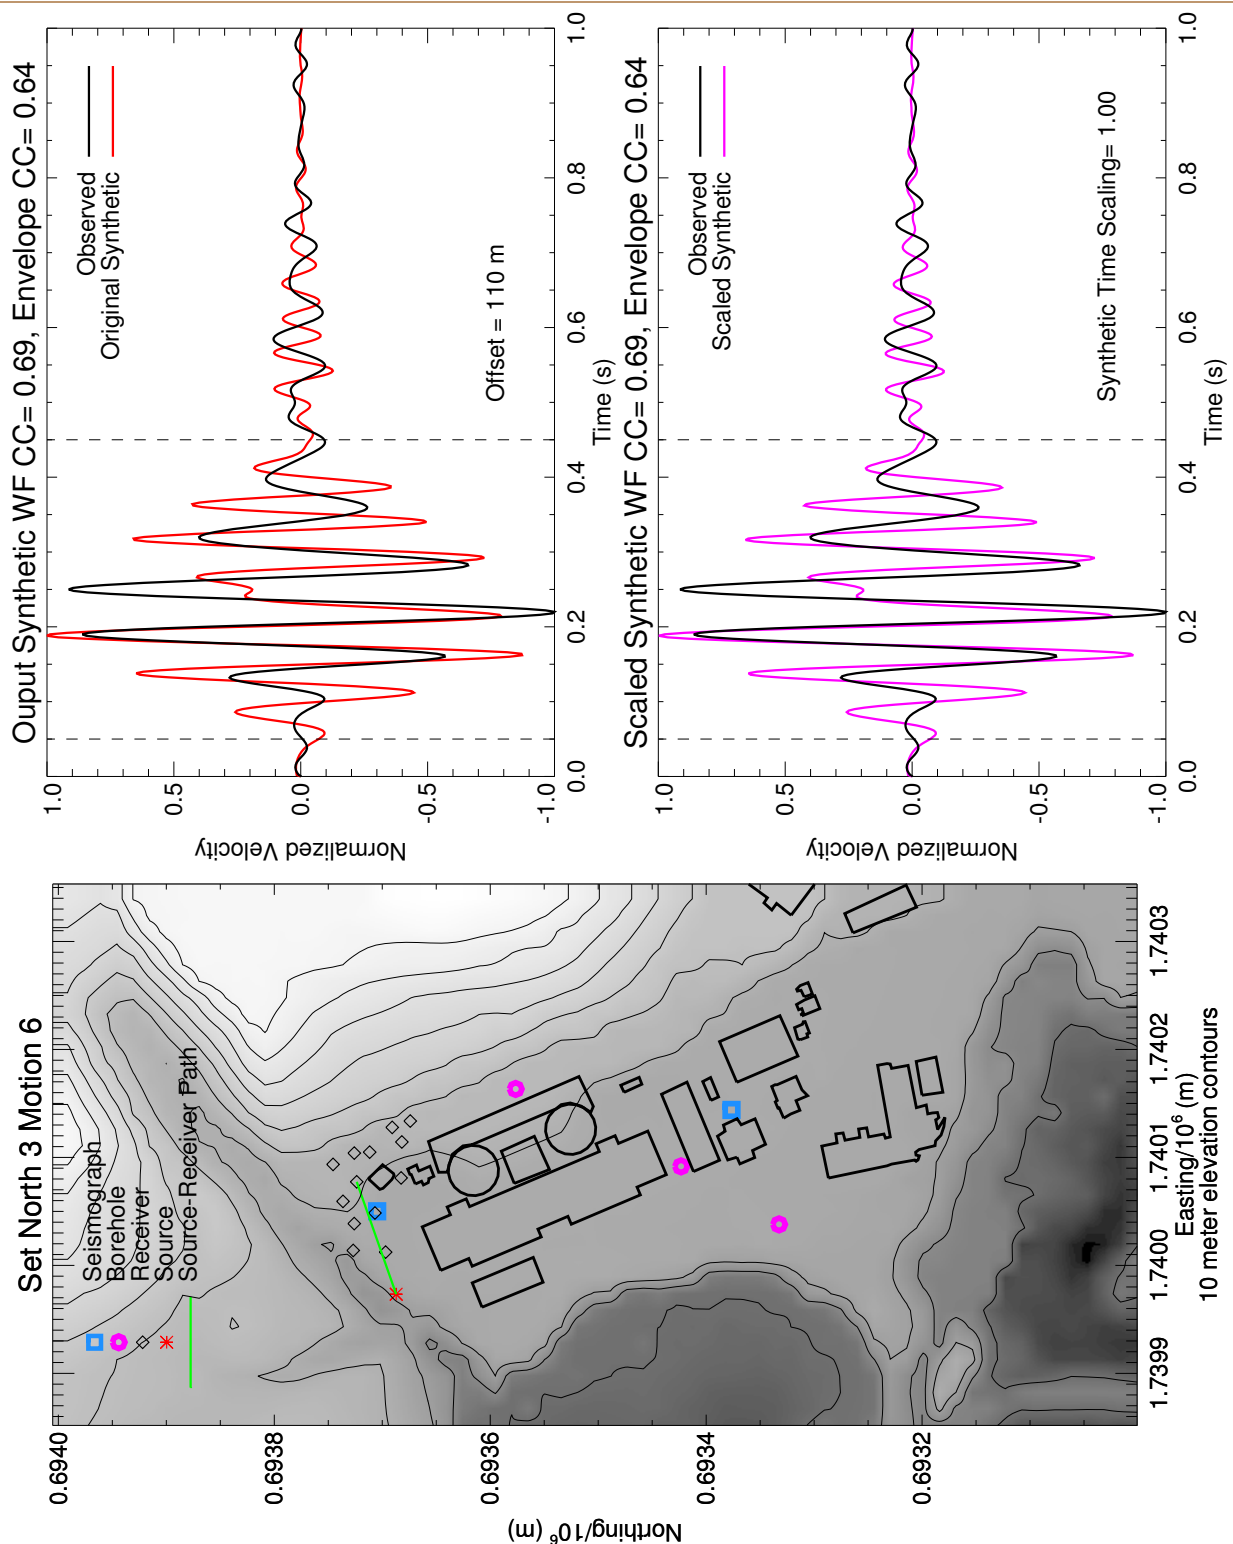 Set North 3 Motion 6
Seismograph
Borehole
Receiver
Source
Source-Receiver Path
0.6940
0.6938
0.6936
0.6934
0.6932
Northing/10⁶ (m)
1.7399
1.7400
1.7401
1.7402
1.7403
Easting/10⁶ (m)
10 meter elevation contours
Ouput Synthetic WF CC= 0.69, Envelope CC= 0.64
Observed
Original Synthetic
Offset = 110 m
1.0
0.5
0.0
-0.5
-1.0
Normalized Velocity
0.0
0.2
0.4
0.6
0.8
1.0
Time (s)
Scaled Synthetic WF CC= 0.69, Envelope CC= 0.64
Observed
Scaled Synthetic
Synthetic Time Scaling= 1.00
1.0
0.5
0.0
-0.5
-1.0
Normalized Velocity
0.0
0.2
0.4
0.6
0.8
1.0
Time (s)